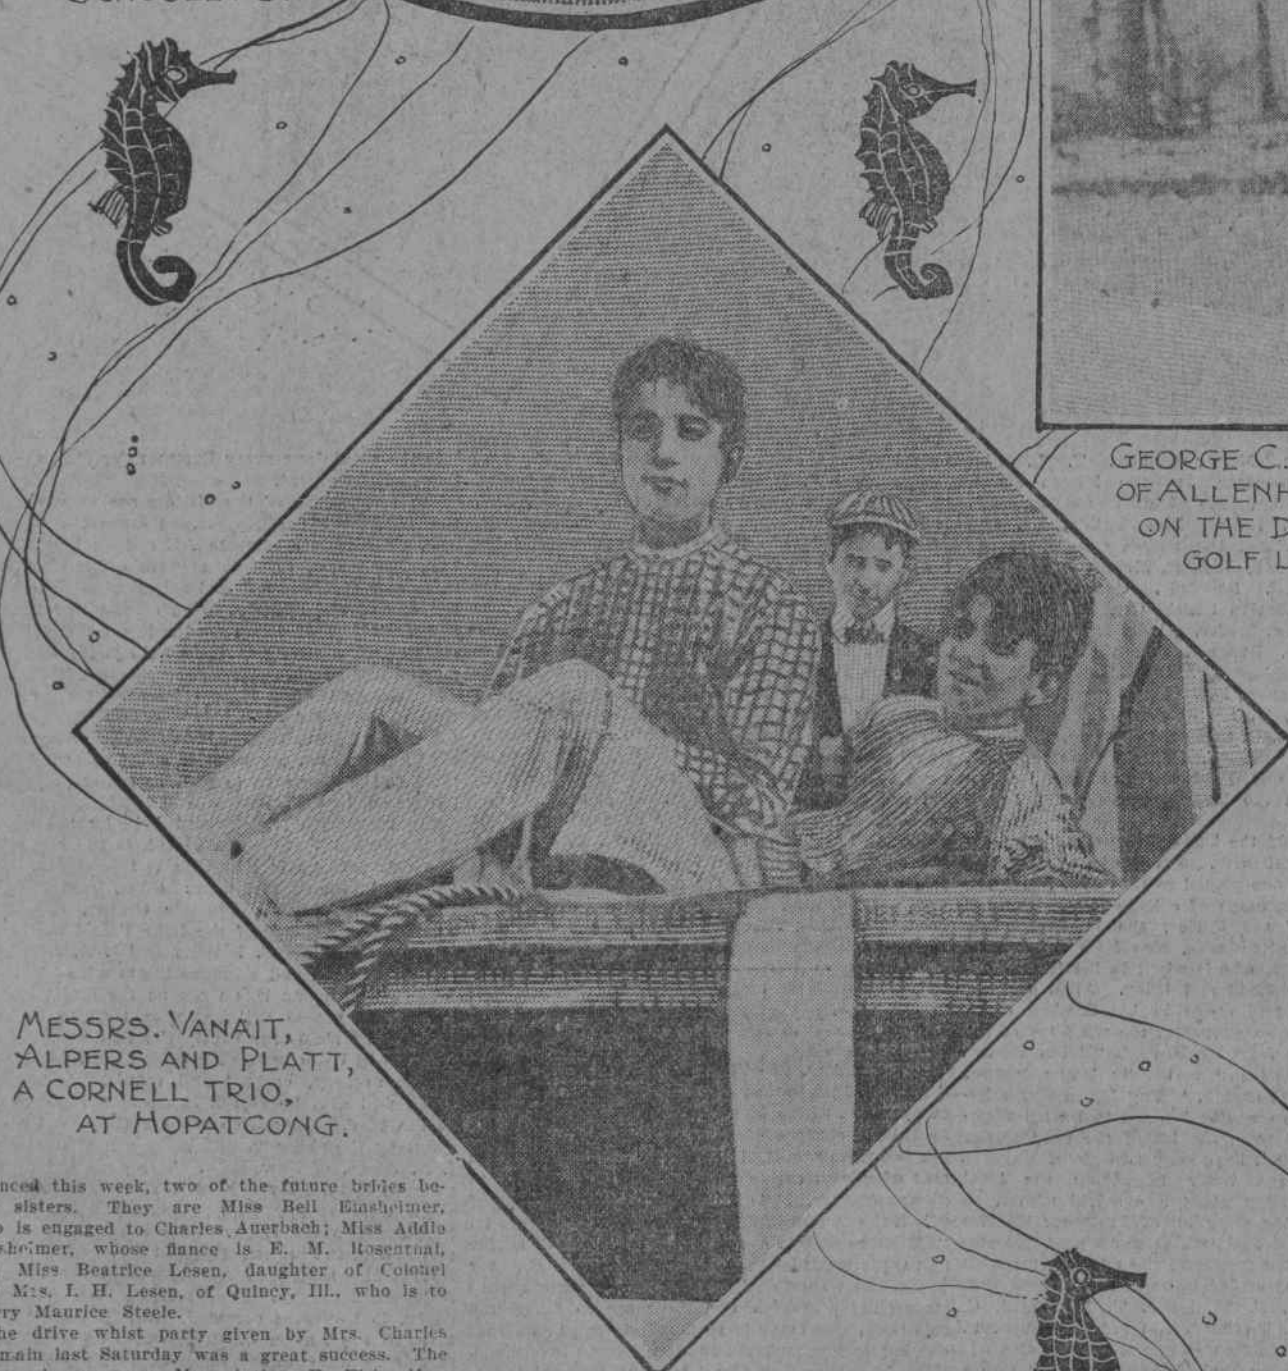 GEORGE C.
OF ALLENH
ON THE D
GOLF L
MESSRS. VANAIT,
ALPERS AND PLATT,
A CORNELL TRIO,
AT HOPATCONG.
nced this week, two of the future brides be-
sisters. They are Miss Bell Einsheimer,
o is engaged to Charles Auerbach; Miss Addie
sheimer, whose fiance is E. M. Rosenthal,
Miss Beatrice Lesen, daughter of Colonel
Mrs. I. H. Lesen, of Quincy, Ill., who is to
ry Maurice Steele.
he drive whist party given by Mrs. Charles
main last Saturday was a great success. The